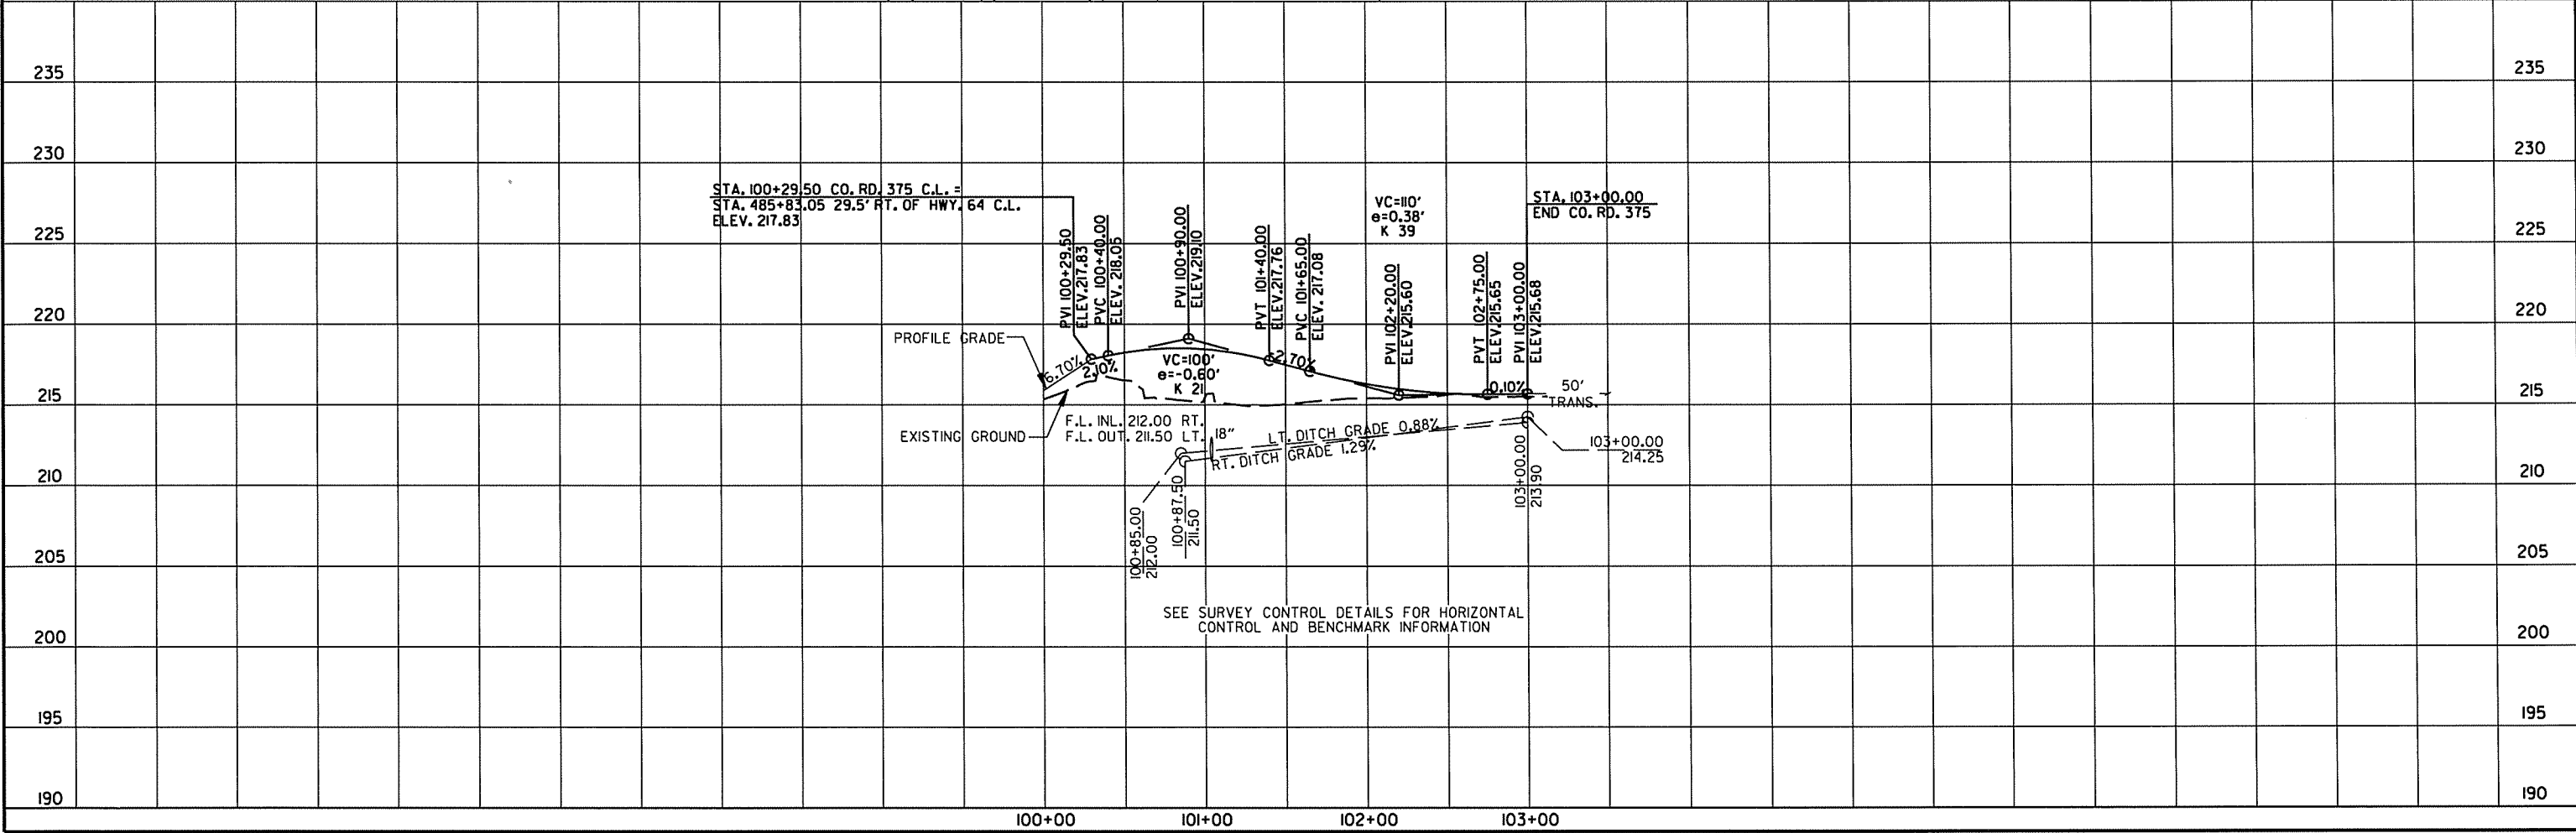 235
235
230
230
STA. 100+29.50 CO. RD. 375 C.L. =
STA. 485+83.05 29.5' RT. OF HWY. 64 C.L.
ELEV. 217.83
VC=110'
e=0.38'
K 39
STA. 103+00.00
END CO. RD. 375
225
225
PVI 100+29.50
ELEV.217.83
PVC 100+40.00
ELEV. 218.05
PVI 100+90.00
ELEV.219.10
PVT 101+40.00
ELEV.217.76
PVC 101+65.00
ELEV. 217.08
PVI 102+20.00
ELEV.215.60
PVT 102+75.00
ELEV.215.65
PVI 103+00.00
ELEV.215.68
220
220
PROFILE GRADE
6.70%
2.10%
VC=100'
e=-0.60'
K 21
-2.70%
0.10%
50'
TRANS.
215
215
EXISTING GROUND
F.L. INL. 212.00 RT.
F.L. OUT. 211.50 LT.
18"
LT. DITCH GRADE 0.88%
RT. DITCH GRADE 1.29%
103+00.00
214.25
103+00.00
213.90
210
210
100+85.00
212.00
100+87.50
211.50
205
205
SEE SURVEY CONTROL DETAILS FOR HORIZONTAL
CONTROL AND BENCHMARK INFORMATION
200
200
195
195
190
190
100+00
101+00
102+00
103+00